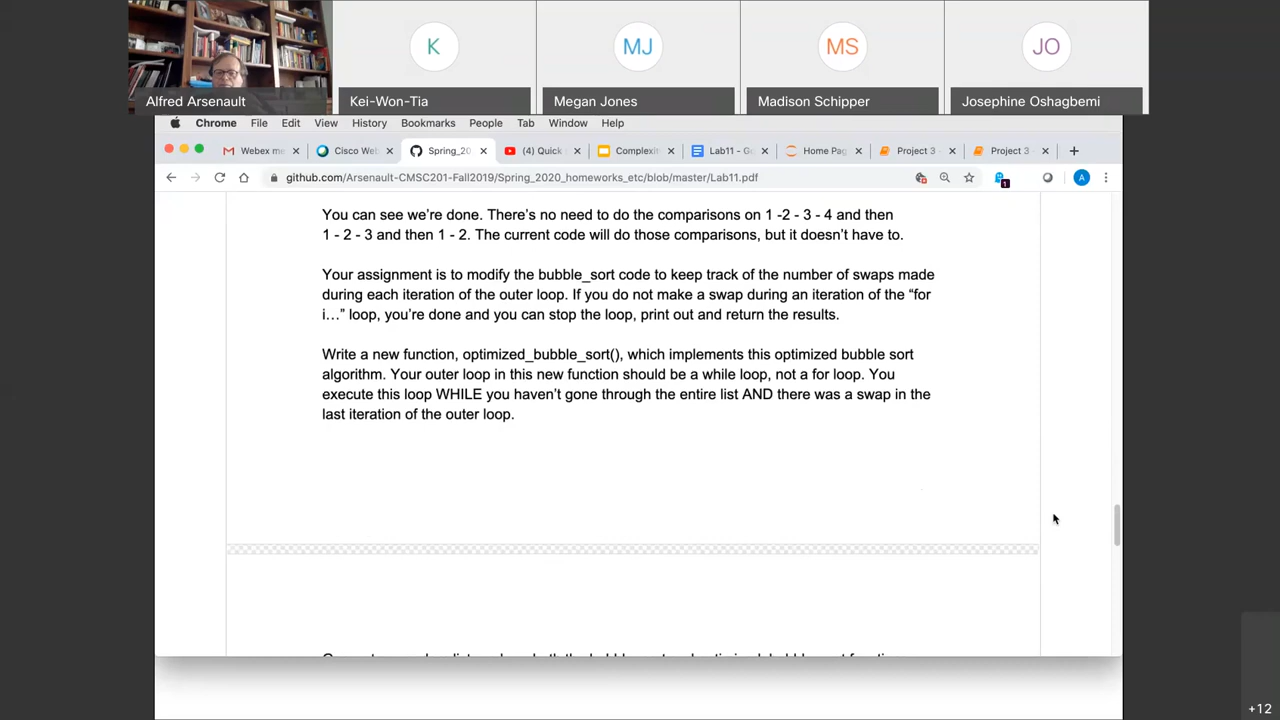 K
MJ
MS
JO
Alfred Arsenault
Kei-Won-Tia
Megan Jones
Madison Schipper
Josephine Oshagbemi
Chrome File Edit View History Bookmarks People Tab Window Help
Webex me
Cisco Web
Spring_20
(4) Quick s
Complexit
Lab11 - Go
Home Pag
Project 3
Project 3
github.com/Arsenault-CMSC201-Fall2019/Spring_2020_homeworks_etc/blob/master/Lab11.pdf
1
A
You can see we're done. There's no need to do the comparisons on 1 -2 - 3 - 4 and then
1 - 2 - 3 and then 1 - 2. The current code will do those comparisons, but it doesn't have to.
Your assignment is to modify the bubble_sort code to keep track of the number of swaps made
during each iteration of the outer loop. If you do not make a swap during an iteration of the “for
i…” loop, you're done and you can stop the loop, print out and return the results.
Write a new function, optimized_bubble_sort(), which implements this optimized bubble sort
algorithm. Your outer loop in this new function should be a while loop, not a for loop. You
execute this loop WHILE you haven't gone through the entire list AND there was a swap in the
last iteration of the outer loop.
+12